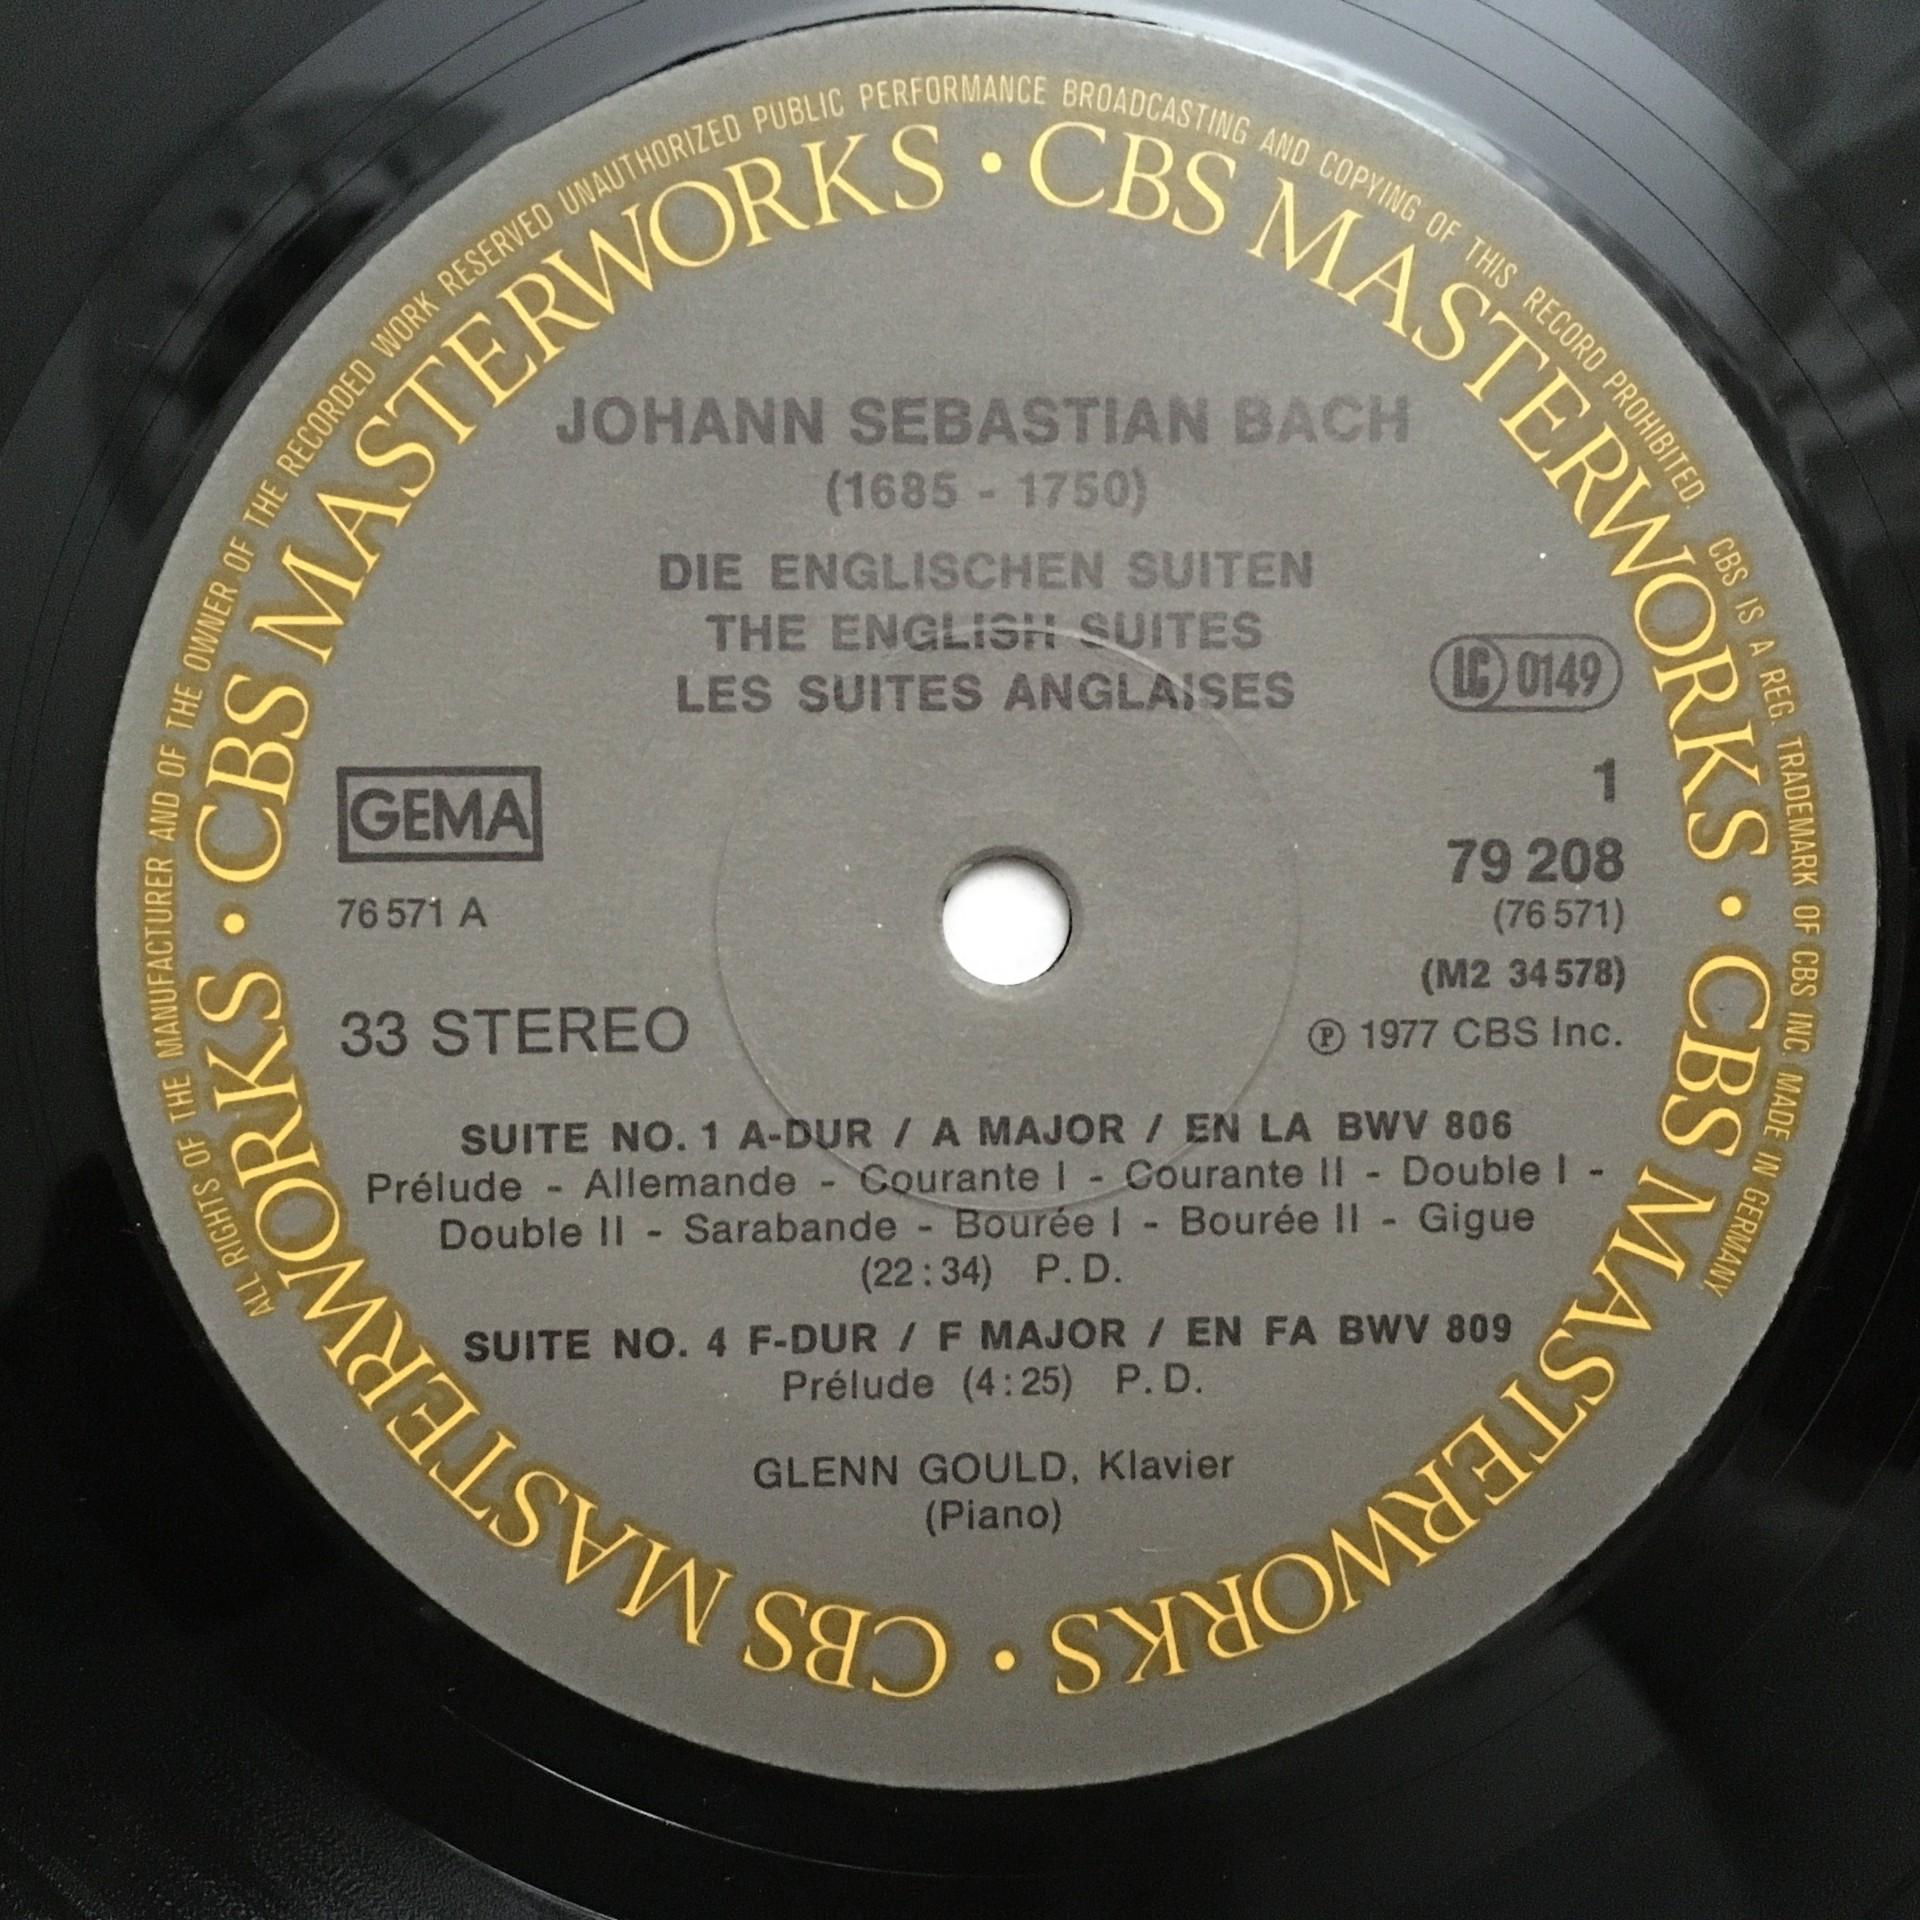 ALL RIGHTS OF THE MANUFACTURER AND OF THE OWNER OF THE RECORDED WORK RESERVED UNAUTHORIZED PUBLIC PERFORMANCE BROADCASTING AND COPYING OF THIS RECORD PROHIBITED. CBS IS A REG. TRADEMARK OF CBS INC. MADE IN GERMANY
CBS MASTERWORKS • CBS MASTERWORKS • CBS MASTERWORKS • CBS MASTERWORKS •
JOHANN SEBASTIAN BACH
(1685 - 1750)
DIE ENGLISCHEN SUITEN
THE ENGLISH SUITES
LES SUITES ANGLAISES
LC 0149
GEMA
76 571 A
33 STEREO
1
79 208
(76 571)
(M2 34 578)
℗ 1977 CBS Inc.
SUITE NO. 1 A-DUR / A MAJOR / EN LA BWV 806
Prélude - Allemande - Courante I - Courante II - Double I -
Double II - Sarabande - Bourée I - Bourée II - Gigue
(22:34) P.D.
SUITE NO. 4 F-DUR / F MAJOR / EN FA BWV 809
Prélude (4:25) P.D.
GLENN GOULD, Klavier
(Piano)